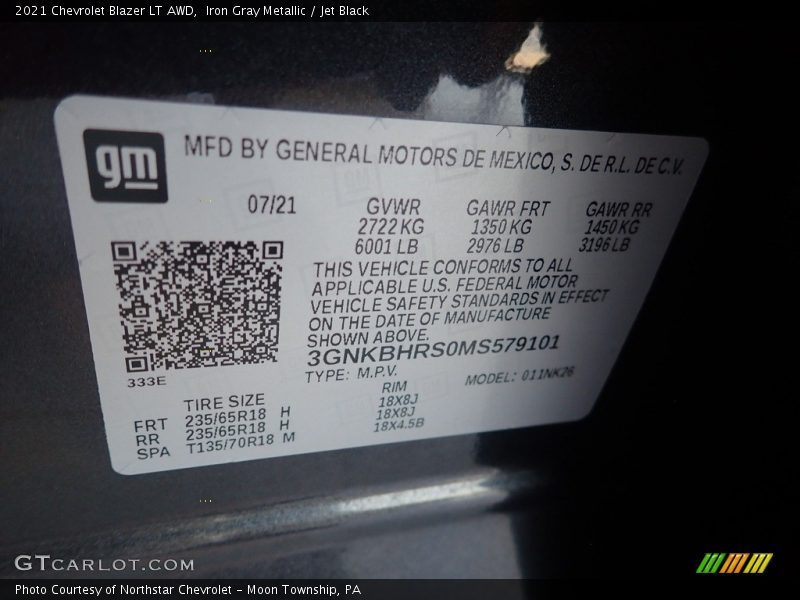 2021 Chevrolet Blazer LT AWD,  Iron Gray Metallic / Jet Black
gm
MFD BY GENERAL MOTORS DE MEXICO, S. DE R.L. DE C.V.
07/21 GVWR GAWR FRT GAWR RR
2722 KG 1350 KG 1450 KG
6001 LB 2976 LB 3196 LB
THIS VEHICLE CONFORMS TO ALL
APPLICABLE U.S. FEDERAL MOTOR
VEHICLE SAFETY STANDARDS IN EFFECT
ON THE DATE OF MANUFACTURE
SHOWN ABOVE.
3GNKBHRS0MS579101
TYPE: M.P.V. MODEL: 011NK26
333E
TIRE SIZE RIM
FRT 235/65R18 H 18X8J
RR 235/65R18 H 18X8J
SPA T135/70R18 M 18X4.5B
GTCARLOT.COM
Photo Courtesy of Northstar Chevrolet - Moon Township, PA